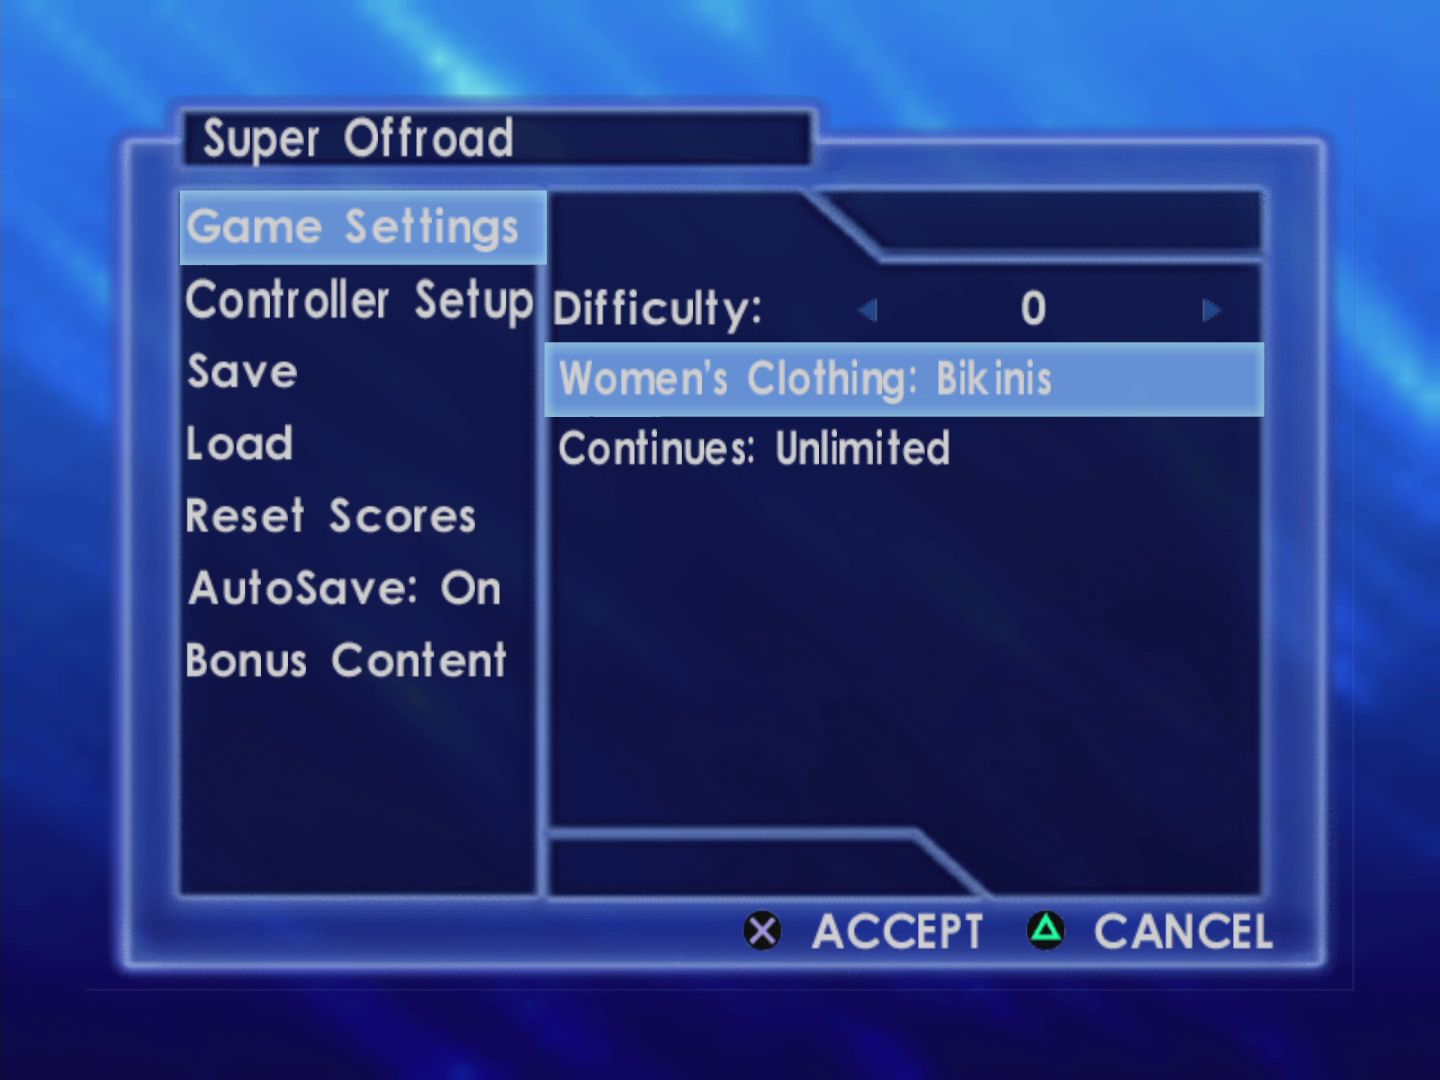 Super Offroad
Game Settings
Controller Setup
Save
Load
Reset Scores
AutoSave: On
Bonus Content
Difficulty: 0
Women's Clothing: Bikinis
Continues: Unlimited
ACCEPT CANCEL